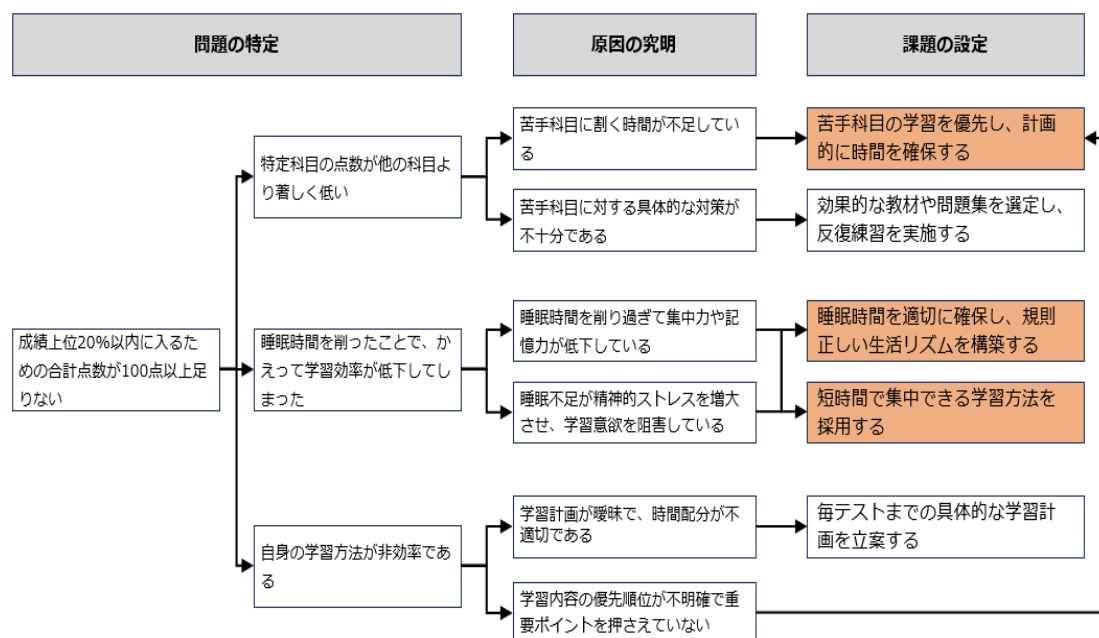 問題の特定
原因の究明
課題の設定
成績上位20%以内に入るた
めの合計点数が100点以上足
りない
特定科目の点数が他の科目よ
り著しく低い
苦手科目に割く時間が不足してい
る
苦手科目の学習を優先し、計画
的に時間を確保する
苦手科目に対する具体的な対策が
不十分である
効果的な教材や問題集を選定し、
反復練習を実施する
睡眠時間を削ったことで、か
えって学習効率が低下してし
まった
睡眠時間を削り過ぎて集中力や記
憶力が低下している
睡眠時間を適切に確保し、規則
正しい生活リズムを構築する
睡眠不足が精神的ストレスを増大
させ、学習意欲を阻害している
短時間で集中できる学習方法を
採用する
自身の学習方法が非効率であ
る
学習計画が曖昧で、時間配分が不
適切である
毎テストまでの具体的な学習計
画を立案する
学習内容の優先順位が不明確で重
要ポイントを押さえていない